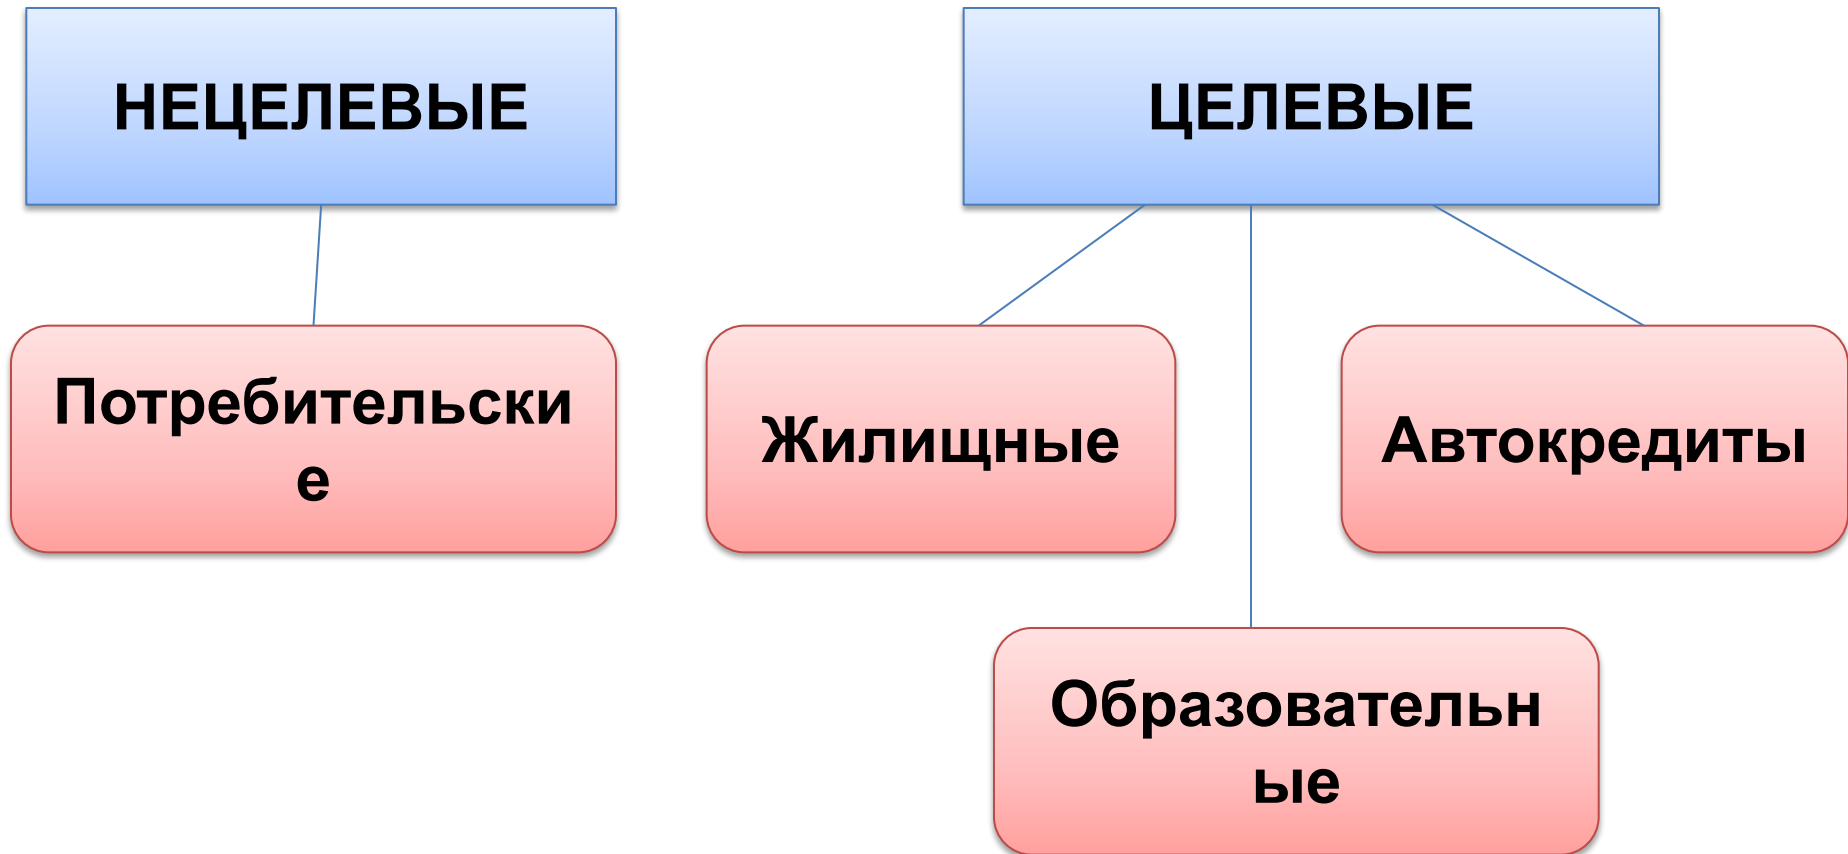 НЕЦЕЛЕВЫЕ
ЦЕЛЕВЫЕ
Потребительски
е
Жилищные
Автокредиты
Образовательн
ые